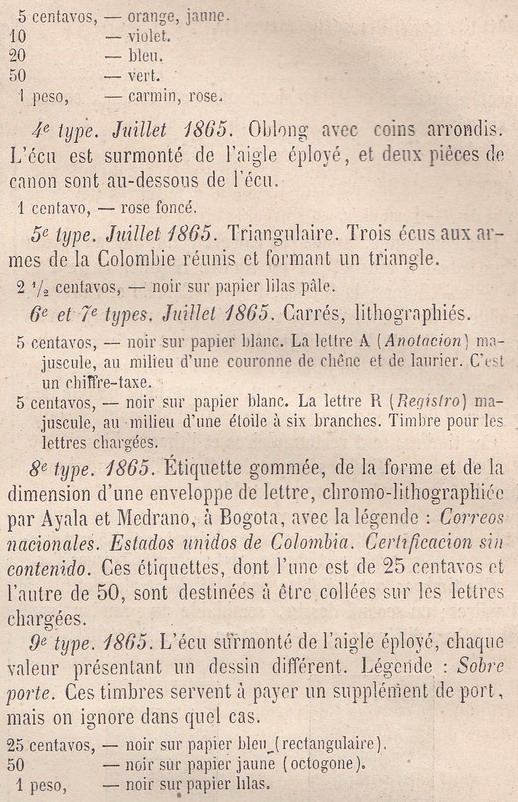 5 centavos, — orange, jaune.
10 — violet.
20 — bleu.
50 — vert.
1 peso, — carmin, rose.
4e type. Juillet 1865. Oblong avec coins arrondis.
L'écu est surmonté de l'aigle éployé, et deux pièces de
canon sont au-dessous de l'écu.
1 centavo, — rose foncé.
5e type. Juillet 1865. Triangulaire. Trois écus aux ar-
mes de la Colombie réunis et formant un triangle.
2 1/2 centavos, — noir sur papier lilas pâle.
6e et 7e types. Juillet 1865. Carrés, lithographiés.
5 centavos, — noir sur papier blanc. La lettre A (Anotacion) ma-
juscule, au milieu d'une couronne de chêne et de laurier. C'est
un chiffre-taxe.
5 centavos, — noir sur papier blanc. La lettre R (Registro) ma-
juscule, au milieu d'une étoile à six branches. Timbre pour les
lettres chargées.
8e type. 1865. Étiquette gommée, de la forme et de la
dimension d'une enveloppe de lettre, chromo-lithographiée
par Ayala et Medrano, à Bogota, avec la légende : Correos
nacionales. Estados unidos de Colombia. Certificacion sin
contenido. Ces étiquettes, dont l'une est de 25 centavos et
l'autre de 50, sont destinées à être collées sur les lettres
chargées.
9e type. 1865. L'écu surmonté de l'aigle éployé, chaque
valeur présentant un dessin différent. Légende : Sobre
porte. Ces timbres servent à payer un supplément de port,
mais on ignore dans quel cas.
25 centavos, — noir sur papier bleu (rectangulaire).
50 — noir sur papier jaune (octogone).
1 peso, — noir sur papier lilas.